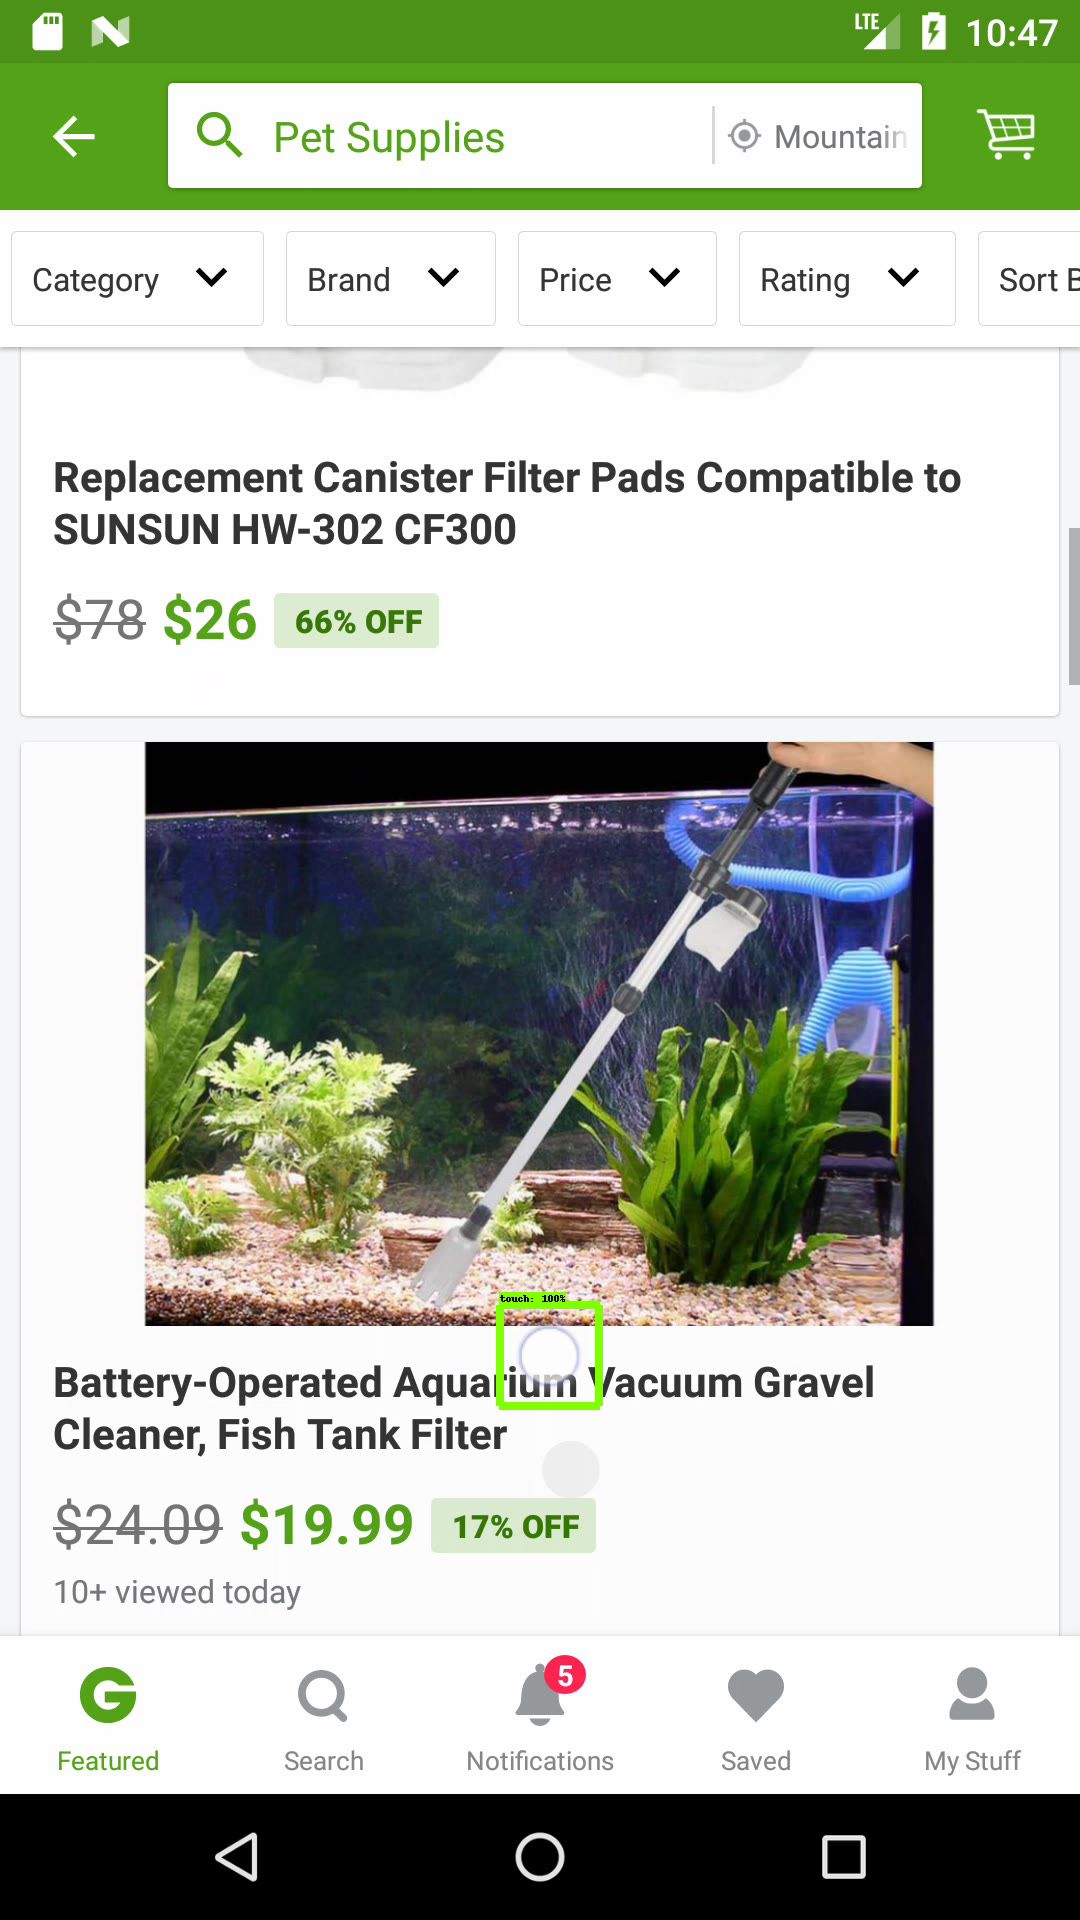 LTE 10:47
Pet Supplies
Mountain
Category
Brand
Price
Rating
Sort B
Replacement Canister Filter Pads Compatible to
SUNSUN HW-302 CF300
$78 $26 66% OFF
touch: 100%
Battery-Operated Aquarium Vacuum Gravel
Cleaner, Fish Tank Filter
$24.09 $19.99 17% OFF
10+ viewed today
5
Featured
Search
Notifications
Saved
My Stuff